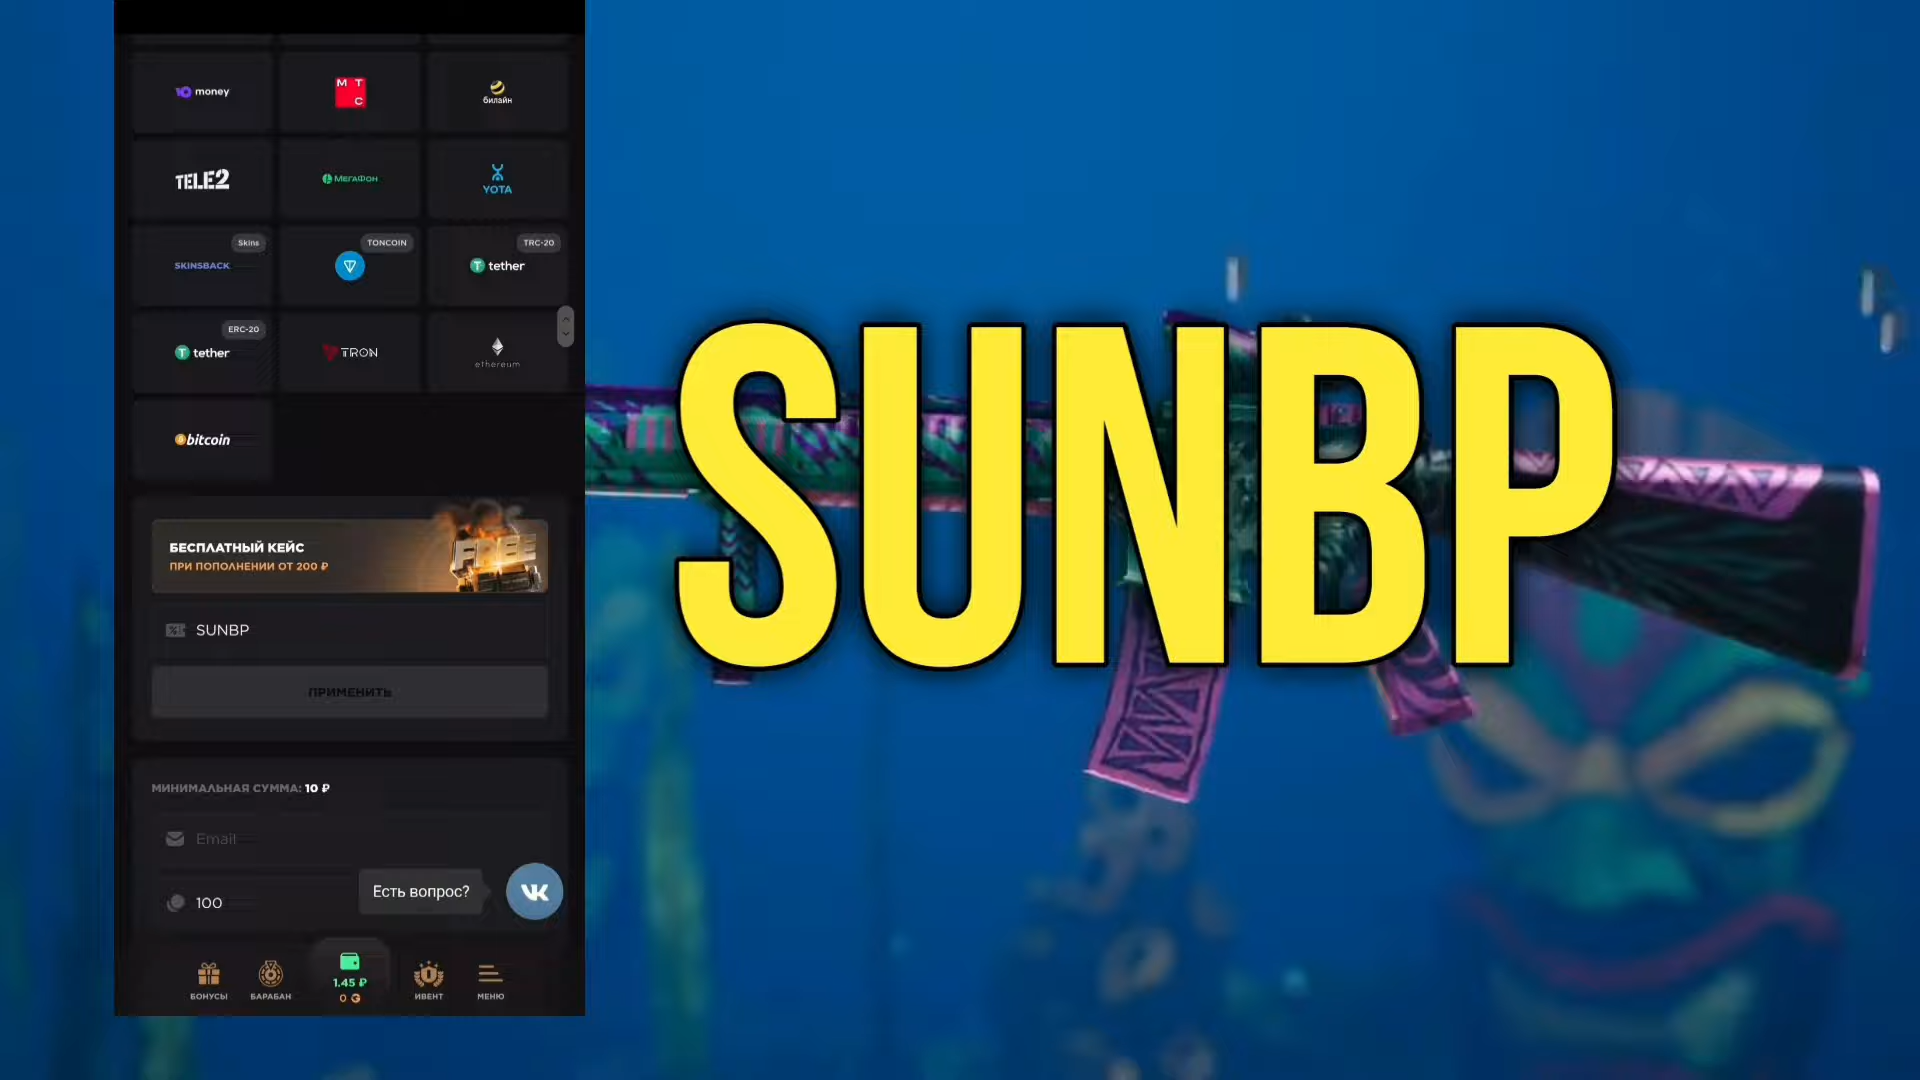 money
МТС
билайн
TELE2
МЕГАФОН
YOTA
Skins
SKINSBACK
TONCOIN
TRC-20
tether
ERC-20
tether
TRON
ethereum
bitcoin
БЕСПЛАТНЫЙ КЕЙС
ПРИ ПОПОЛНЕНИИ ОТ 200 ₽
FREE
SUNBP
ПРИМЕНИТЬ
МИНИМАЛЬНАЯ СУММА: 10 ₽
Email
100
Есть вопрос?
БОНУСЫ
БАРАБАН
1.45 ₽
0 G
ИВЕНТ
МЕНЮ
SUNBP